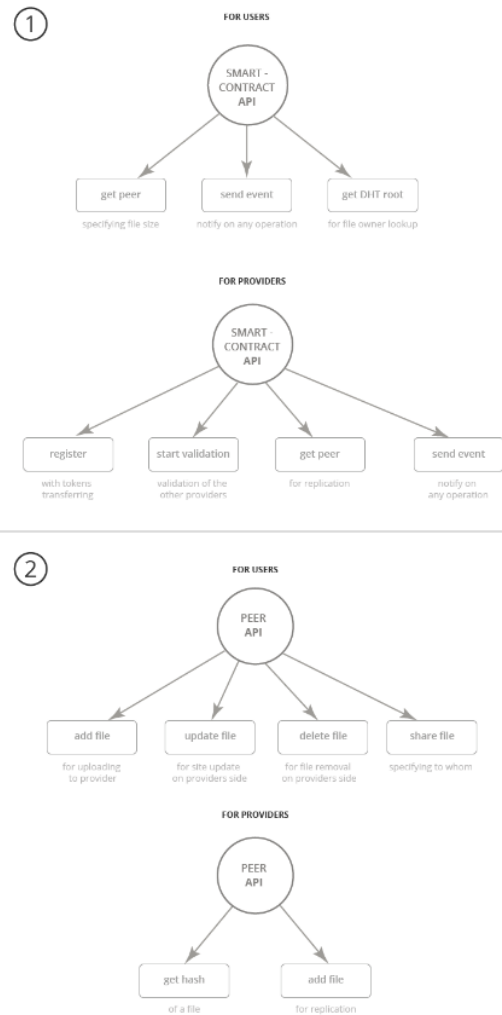 1
FOR USERS
SMART -
CONTRACT
API
get peer
send event
get DHT root
specifying file size
notify on any operation
for file owner lookup
FOR PROVIDERS
SMART -
CONTRACT
API
register
start validation
get peer
send event
with tokens
transferring
validation of the
other providers
for replication
notify on
any operation
2
FOR USERS
PEER
API
add file
update file
delete file
share file
for uploading
to provider
for site update
on providers side
for file removal
on providers side
specifying to whom
FOR PROVIDERS
PEER
API
get hash
add file
of a file
for replication